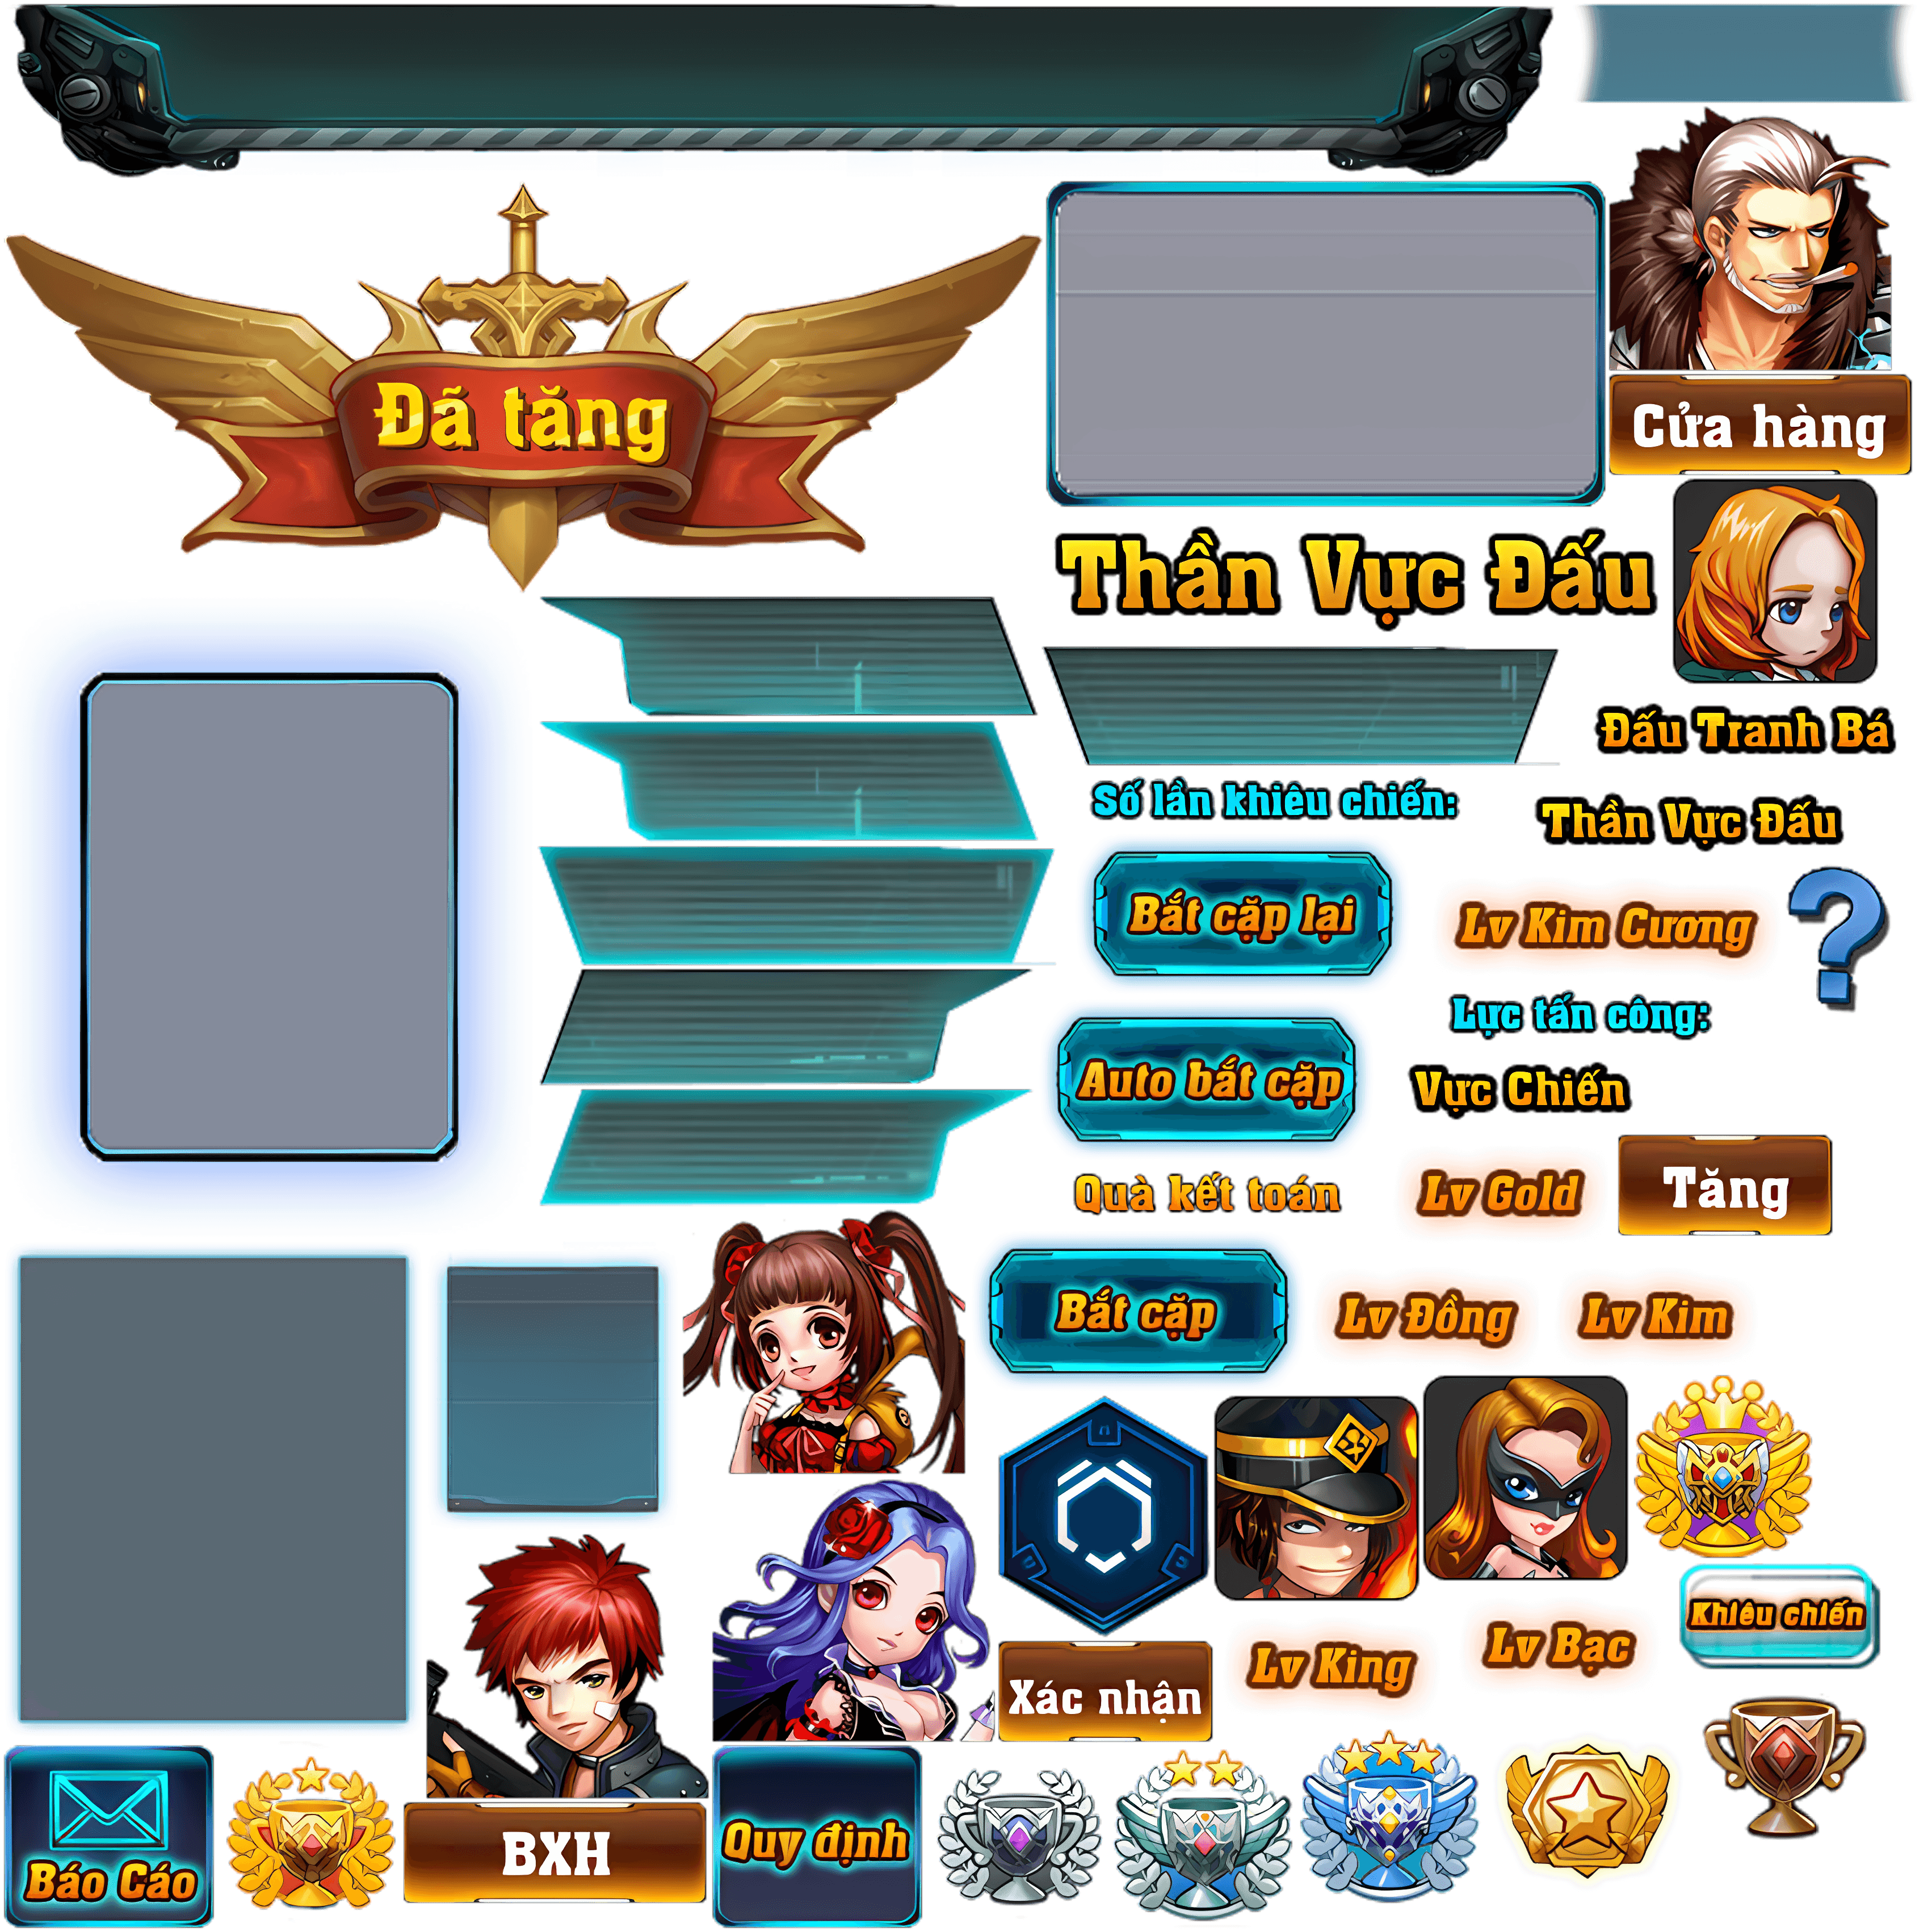 Đã tăng
Cửa hàng
Thần Vực Đấu
Đấu Tranh Bá
Số lần khiêu chiến:
Thần Vực Đấu
Bắt cặp lại
Lv Kim Cương
Lực tấn công:
Auto bắt cặp
Vực Chiến
Quà kết toán
Lv Gold
Tăng
Bắt cặp
Lv Đồng
Lv Kim
Khiêu chiến
Lv King
Lv Bạc
Xác nhận
Báo Cáo
BXH
Quy định